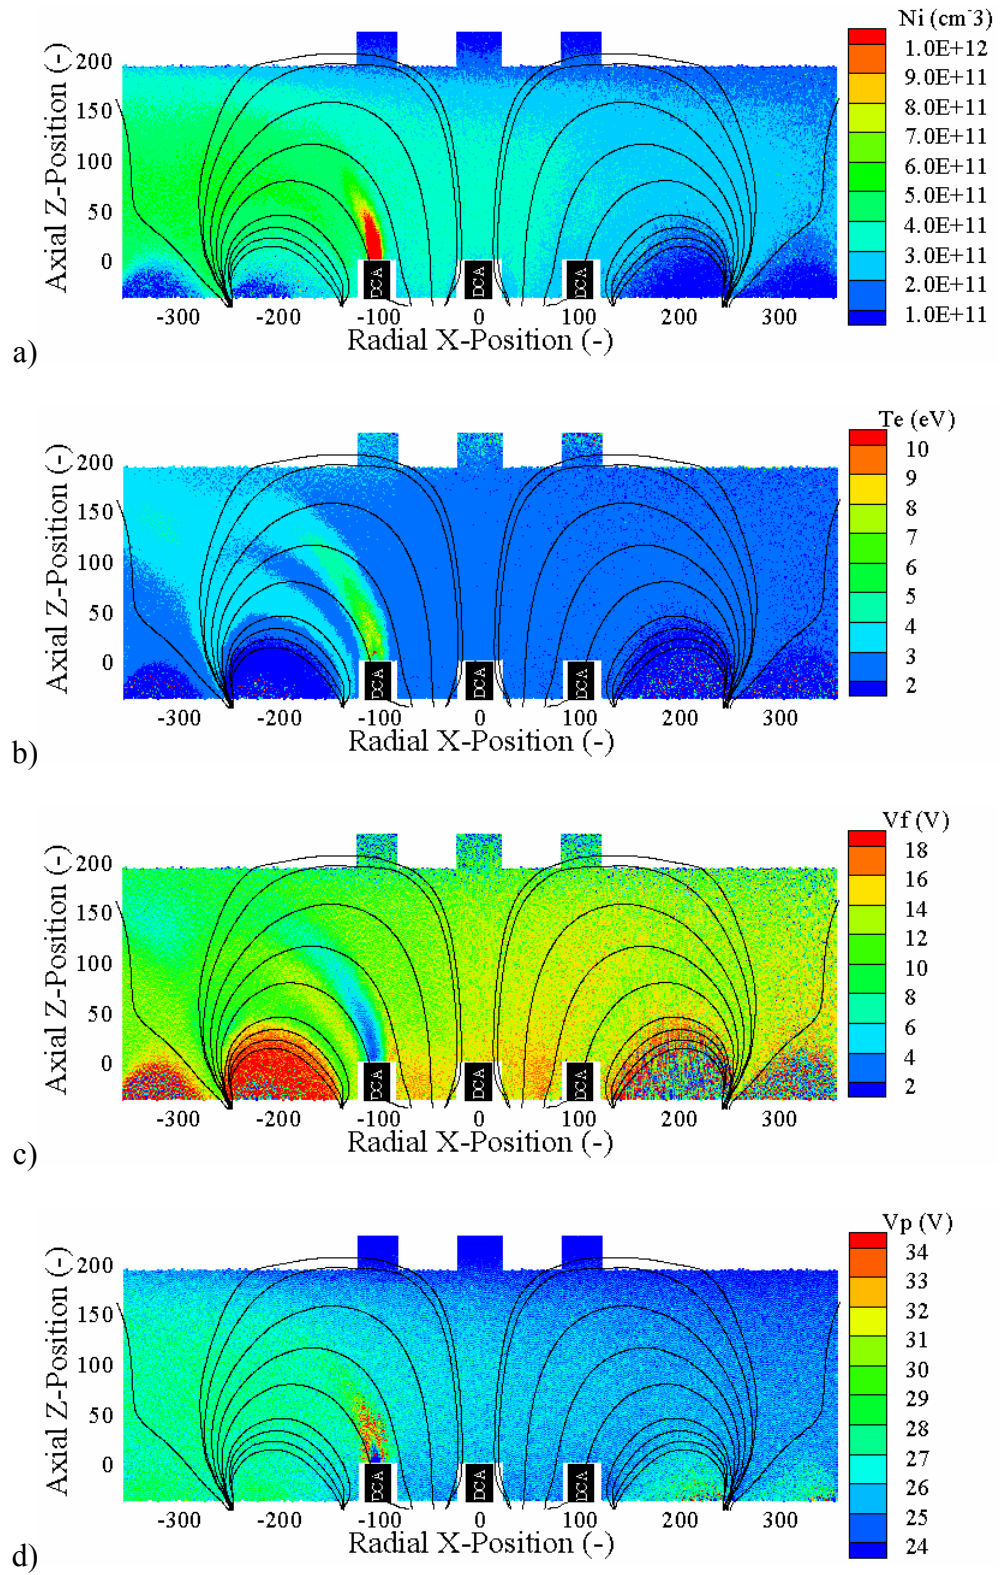 Ni (cm-3)
1.0E+12
9.0E+11
8.0E+11
7.0E+11
6.0E+11
5.0E+11
4.0E+11
3.0E+11
2.0E+11
1.0E+11
Axial Z-Position (-)
200
150
100
50
0
DCA DCA DCA
-300 -200 -100 0 100 200 300
Radial X-Position (-)
a)
Te (eV)
10
9
8
7
6
5
4
3
2
Axial Z-Position (-)
200
150
100
50
0
DCA DCA DCA
-300 -200 -100 0 100 200 300
Radial X-Position (-)
b)
Vf (V)
18
16
14
12
10
8
6
4
2
Axial Z-Position (-)
200
150
100
50
0
DCA DCA DCA
-300 -200 -100 0 100 200 300
Radial X-Position (-)
c)
Vp (V)
34
33
32
31
30
29
28
27
26
25
24
Axial Z-Position (-)
200
150
100
50
0
DCA DCA DCA
-300 -200 -100 0 100 200 300
Radial X-Position (-)
d)